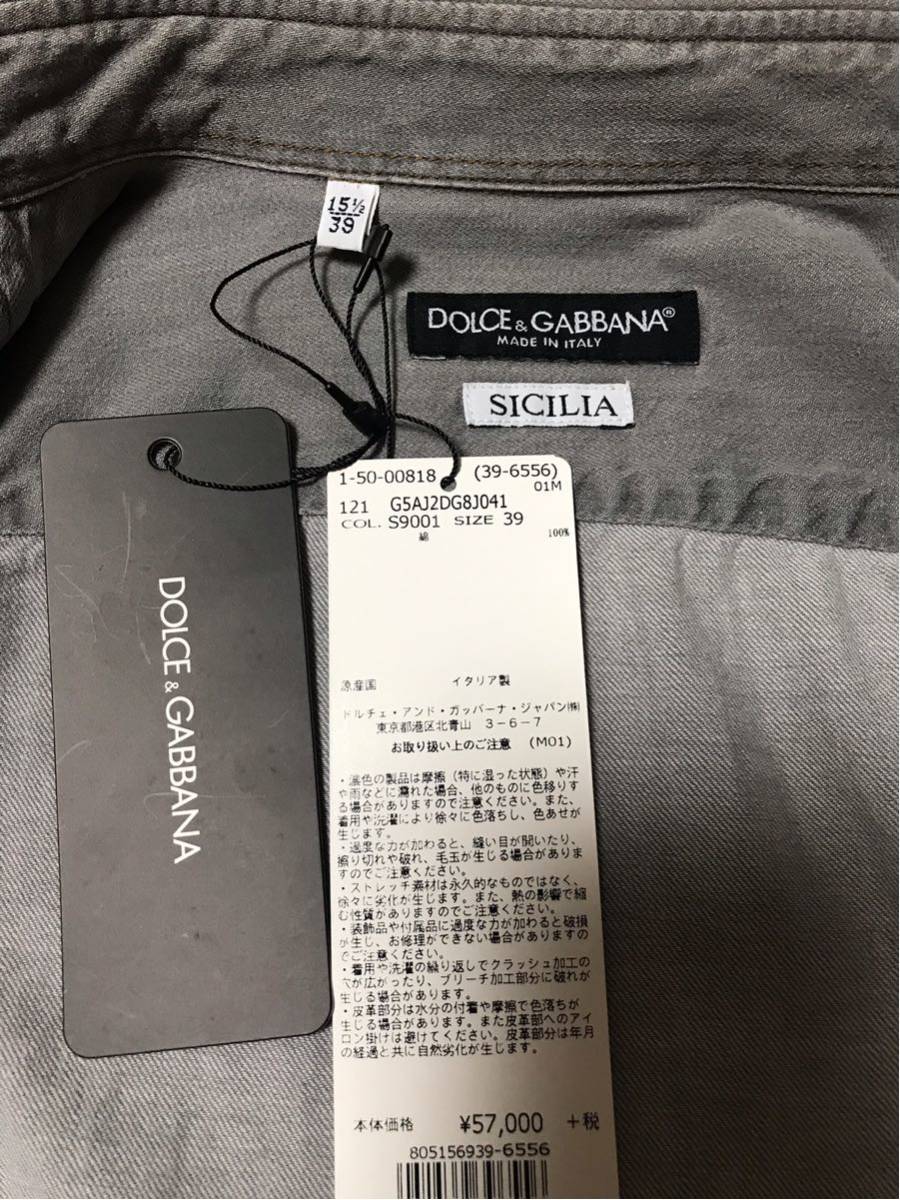 15½
39
DOLCE & GABBANA®
MADE IN ITALY
SICILIA
DOLCE & GABBANA
1-50-00818 (39-6556)
01M
121 G5AJ2DG8J041
COL. S9001 SIZE 39
綿 100%
原産国 イタリア製
ドルチェ・アンド・ガッバーナ・ジャパン㈱
東京都港区北青山 3-6-7
お取り扱い上のご注意 (M01)
・濃色の製品は摩擦(特に湿った状態)や汗
や雨などに濡れた場合、他のものに色移りす
る場合がありますので注意ください。また、
着用や洗濯により徐々に色落ちし、色あせが
生じます。
・過度な力が加わると、縫い目が開いたり、
擦り切れや破れ、毛玉が生じる場合がありま
すのでご注意ください。
・ストレッチ素材は永久的なものではなく、
徐々に劣化が生じます。また、熱の影響で縮
む性質がありますのでご注意ください。
・装飾品や付属品に過度な力が加わると破損
が生じ、お修理ができない場合がありますの
でご注意ください。
・着用や洗濯の繰り返しでクラッシュ加工の
穴が広がったり、ブリーチ加工部分に破れが
生じる場合があります。
・皮革部分は水分の付着や摩擦で色落ちが
生じる場合があります。また皮革部へのアイ
ロン掛けは避けてください。皮革部分は年月
の経過と共に自然劣化が生じます。
本体価格 ¥57,000 +税
805156939-6556